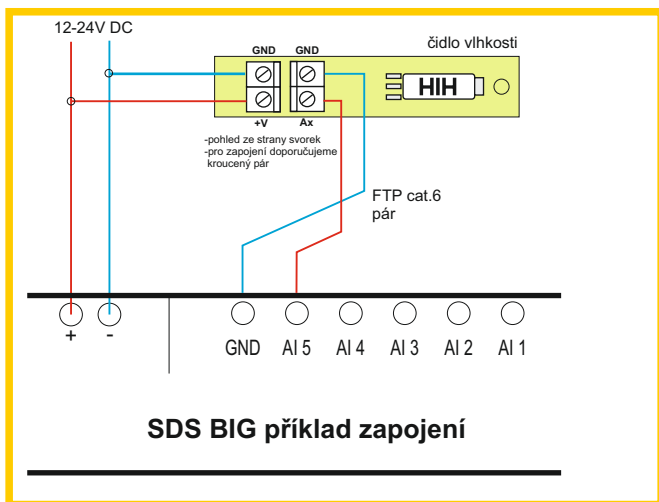 12-24V DC
GND GND
čidlo vlhkosti
HIH
+V Ax
-pohled ze strany svorek
-pro zapojení doporučujeme
kroucený pár
FTP cat.6
pár
+ -
GND AI 5 AI 4 AI 3 AI 2 AI 1
SDS BIG příklad zapojení